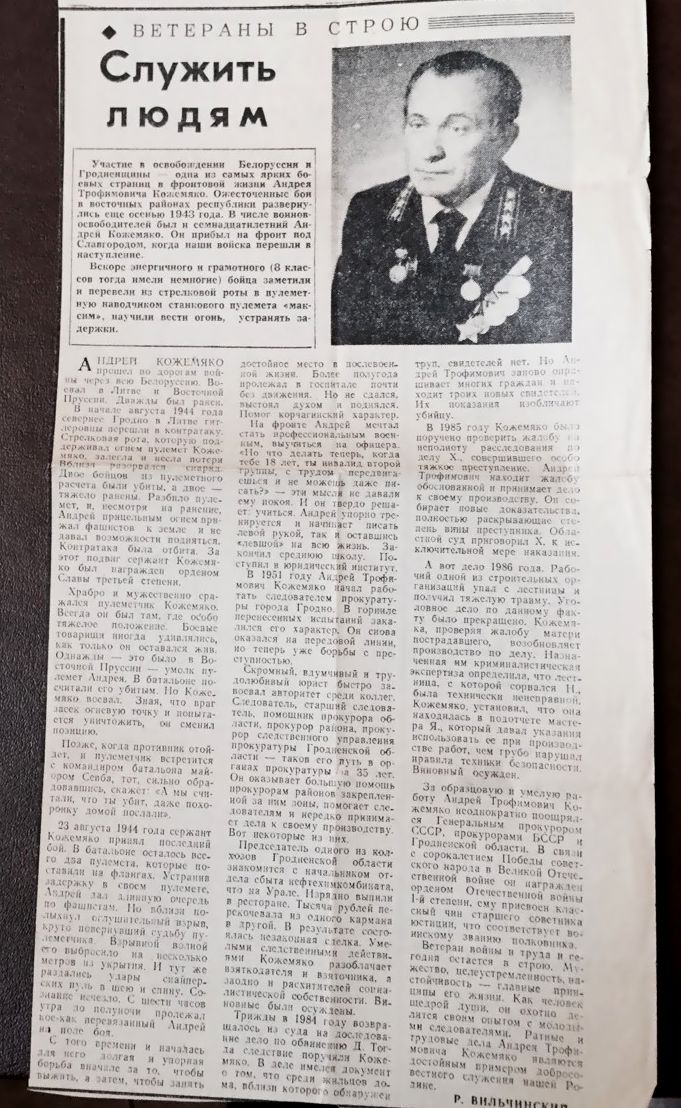 ◆ ВЕТЕРАНЫ В СТРОЮ
Служить
людям
Участие в освобождении Белоруссии и
Гродненщины — одна из самых ярких бо-
евых страниц в фронтовой жизни Андрея
Трофимовича Кожемяко. Ожесточенные бои
в восточных районах республики разверну-
лись еще осенью 1943 года. В числе воинов-
освободителей был и семнадцатилетний Ан-
дрей Кожемяко. Он прибыл на фронт под
Славгородом, когда наши войска перешли в
наступление.
Вскоре энергичного и грамотного (8 клас-
сов тогда имели немногие) бойца заметили
и перевели из стрелковой роты в пулемет-
ную наводчиком станкового пулемета «мак-
сим», научили вести огонь, устранять за-
держки.
АНДРЕЙ КОЖЕМЯКО
прошел по дорогам вой-
ны через всю Белоруссию. Во-
евал в Литве и Восточной
Пруссии. Дважды был ранен.
В начале августа 1944 года
севернее Гродно в Литве гит-
леровцы перешли в контратаку.
Стрелковая рота, которую под-
держивал огнем пулемет Коже-
мяко, залегла и несла потери
Вблизи разорвался снаряд.
Двое бойцов из пулеметного
расчета были убиты, а двое —
тяжело ранены. Разбило пуле-
мет, и, несмотря на ранение,
Андрей прицельным огнем при-
жал фашистов к земле и не
давал возможности подняться.
Контратака была отбита. За
этот подвиг сержант Кожемя-
ко был награжден орденом
Славы третьей степени.
Храбро и мужественно сра-
жался пулеметчик Кожемяко.
Всегда он был там, где особо
тяжелое положение. Боевые
товарищи иногда удивлялись,
как только он оставался жив.
Однажды — это было в Во-
сточной Пруссии — умолк пу-
лемет Андрея. В батальоне по-
считали его убитым. Но Коже-
мяко воевал. Зная, что враг
засек огневую точку и попыта-
ется уничтожить, он сменил
позицию.
Позже, когда противник отой-
дет, и пулеметчик встретится
с командиром батальона май-
ором Сенба, тот, сильно обра-
довавшись, скажет: «А мы счи-
тали, что ты убит, даже похо-
ронку домой послали».
23 августа 1944 года сержант
Кожемяко принял последний
бой. В батальоне осталось все-
го два пулемета, которые по-
ставили на флангах. Устранив
задержку в своем пулемете,
Андрей дал длинную очередь
по фашистам. Но вблизи по-
лыхнул оглушительный взрыв,
круто повернувший судьбу пу-
леметчика. Взрывной волной
его выбросило на несколько
метров из укрытия. И тут же
раздались удары снайпер-
ских пуль в шею и спину. Со-
знание исчезло. С шести часов
утра до полуночи пролежал
кое-как перевязанный Андрей
на поле боя.
С того времени и началась
для него долгая и упорная
борьба вначале за то, чтобы
выжить, а затем, чтобы занять
достойное место в послевоен-
ной жизни. Более полугода
пролежал в госпитале почти
без движения. Но не сдался,
выстоял духом и поднялся.
Помог корчагинский характер.
На фронте Андрей мечтал
стать профессиональным воен-
ным, выучиться на офицера.
«Но что делать теперь, когда
тебе 18 лет, ты инвалид второй
группы, с трудом передвига-
ешься и не можешь даже пи-
сать?» — эти мысли не давали
ему покоя. И он твердо реша-
ет: учиться. Андрей упорно тре-
нируется и начинает писать
левой рукой, так и оставшись
«левшой» на всю жизнь. За-
кончил среднюю школу. По-
ступил в юридический институт.
В 1951 году Андрей Трофи-
мович Кожемяко начал рабо-
тать следователем прокурату-
ры города Гродно. В горниле
перенесенных испытаний зака-
лился его характер. Он снова
оказался на передовой линии,
но теперь уже борьбы с пре-
ступностью.
Скромный, вдумчивый и тру-
долюбивый юрист быстро за-
воевал авторитет среди коллег.
Следователь, старший следова-
тель, помощник прокурора об-
ласти, прокурор района, проку-
рор следственного управления
прокуратуры Гродненской об-
ласти — таков его путь в ор-
ганах прокуратуры за 35 лет.
Он оказывает большую помощь
прокурорам районов закреплен-
ной за ним зоны, помогает сле-
дователям и нередко принима-
ет дела к своему производству.
Вот некоторые из них.
Председатель одного из кол-
хозов Гродненской области
знакомится с начальником от-
дела сбыта нефтехимкомбината,
что на Урале. Изрядно выпили
в ресторане. Тысяча рублей пе-
рекочевала из одного кармана
в другой. В результате состо-
ялась незаконная сделка. Уме-
лыми следственными действи-
ями Кожемяко разоблачает
взяткодателя и взяточника, а
заодно и расхитителей социа-
листической собственности. Ви-
новные были осуждены.
Трижды в 1984 году возвра-
щалось из суда на доследова-
ние дело по обвинению Д. Тог-
да следствие поручили Коже-
мяко. В деле имелся документ
о том, что среди жильцов до-
ма, вблизи которого обнаружен
труп, свидетелей нет. Но Ан-
дрей Трофимович заново опра-
шивает многих граждан и на-
ходит троих новых свидетелей.
Их показания изобличают
убийцу.
В 1985 году Кожемяко было
поручено проверить жалобу на
неполноту расследования по
делу Х., совершившего особо
тяжкое преступление. Андрей
Трофимович находит жалобу
обоснованной и принимает дело
к своему производству. Он со-
бирает новые доказательства,
полностью раскрывающие сте-
пень вины преступника. Облас-
тной суд приговорил Х. к ис-
ключительной мере наказания.
А вот дело 1986 года. Рабо-
чий одной из строительных ор-
ганизаций упал с лестницы и
получил тяжелую травму. Уго-
ловное дело по данному фак-
ту было прекращено. Кожемя-
ка, проверяя жалобу матери
пострадавшего, возобновляет
производство по делу. Назна-
ченная им криминалистическая
экспертиза определила, что лест-
ница, с которой сорвался Н.,
была технически неисправной.
Кожемяко, установил, что она
находилась в подотчете масте-
ра Я., который давал указания
использовать ее при производ-
стве работ, чем грубо нарушал
правила техники безопасности.
Виновный осужден.
За образцовую и умелую ра-
боту Андрей Трофимович Ко-
жемяко неоднократно поощрял-
ся Генеральным прокурором
СССР, прокурорами БССР и
Гродненской области. В связи
с сорокалетием Победы совет-
ского народа в Великой Отече-
ственной войне он награжден
орденом Отечественной войны
1-й степени, ему присвоен клас-
сный чин старшего советника
юстиции, что соответствует во-
инскому званию полковника.
Ветеран войны и труда и се-
годня остается в строю. Му-
жество, целеустремленность, на-
стойчивость — главные прин-
ципы его жизни. Как человек
щедрой души, он охотно де-
лится своим опытом с молоды-
ми следователями. Ратные и
трудовые дела Андрея Трофи-
мовича Кожемяко являются
достойным примером добросо-
вестного служения нашей Ро-
дине.
Р. ВИЛЬЧИНСКИЙ